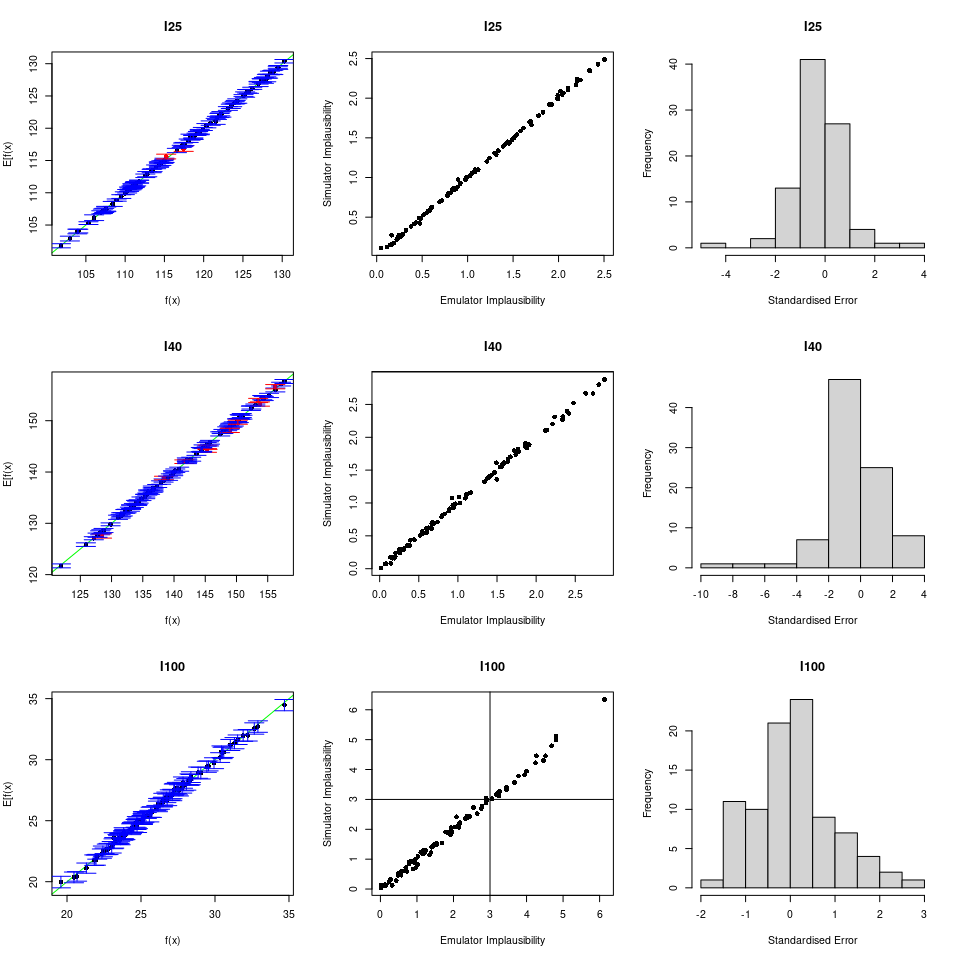 I25
E[f(x)
105 110 115 120 125 130
105 110 115 120 125 130
f(x)
I25
Simulator Implausibility
0.5 1.0 1.5 2.0 2.5
0.0 0.5 1.0 1.5 2.0 2.5
Emulator Implausibility
I25
Frequency
0 10 20 30 40
-4 -2 0 2 4
Standardised Error
I40
E[f(x)
120 130 140 150
125 130 135 140 145 150 155
f(x)
I40
Simulator Implausibility
0.0 0.5 1.0 1.5 2.0 2.5
0.0 0.5 1.0 1.5 2.0 2.5
Emulator Implausibility
I40
Frequency
0 10 20 30 40
-10 -8 -6 -4 -2 0 2 4
Standardised Error
I100
E[f(x)
20 25 30 35
20 25 30 35
f(x)
I100
Simulator Implausibility
0 1 2 3 4 5 6
0 1 2 3 4 5 6
Emulator Implausibility
I100
Frequency
0 5 10 15 20
-2 -1 0 1 2 3
Standardised Error